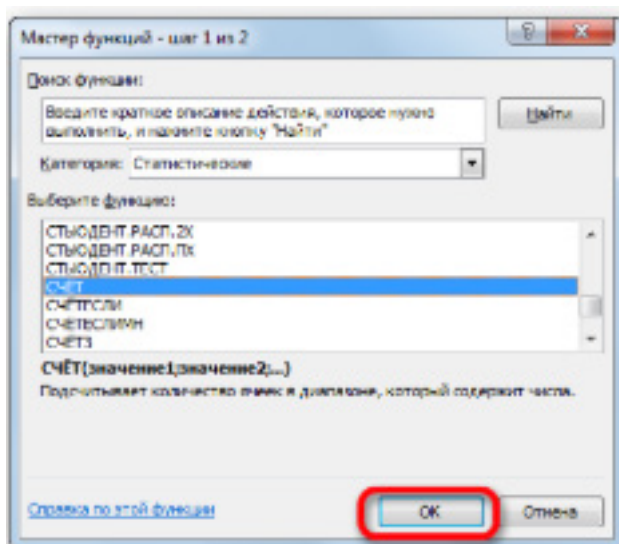 Мастер функций - шаг 1 из 2
Поиск функции:
Введите краткое описание действия, которое нужно
выполнить, и нажмите кнопку "Найти"
Найти
Категория: Статистические
Выберите функцию:
СТЬЮДЕНТ.РАСП.2Х
СТЬЮДЕНТ.РАСП.ПХ
СТЬЮДЕНТ.ТЕСТ
СЧЁТ
СЧЁТЕСЛИ
СЧЁТЕСЛИМН
СЧЁТЗ
СЧЁТ(значение1;значение2;...)
Подсчитывает количество ячеек в диапазоне, который содержит числа.
Справка по этой функции
ОК
Отмена